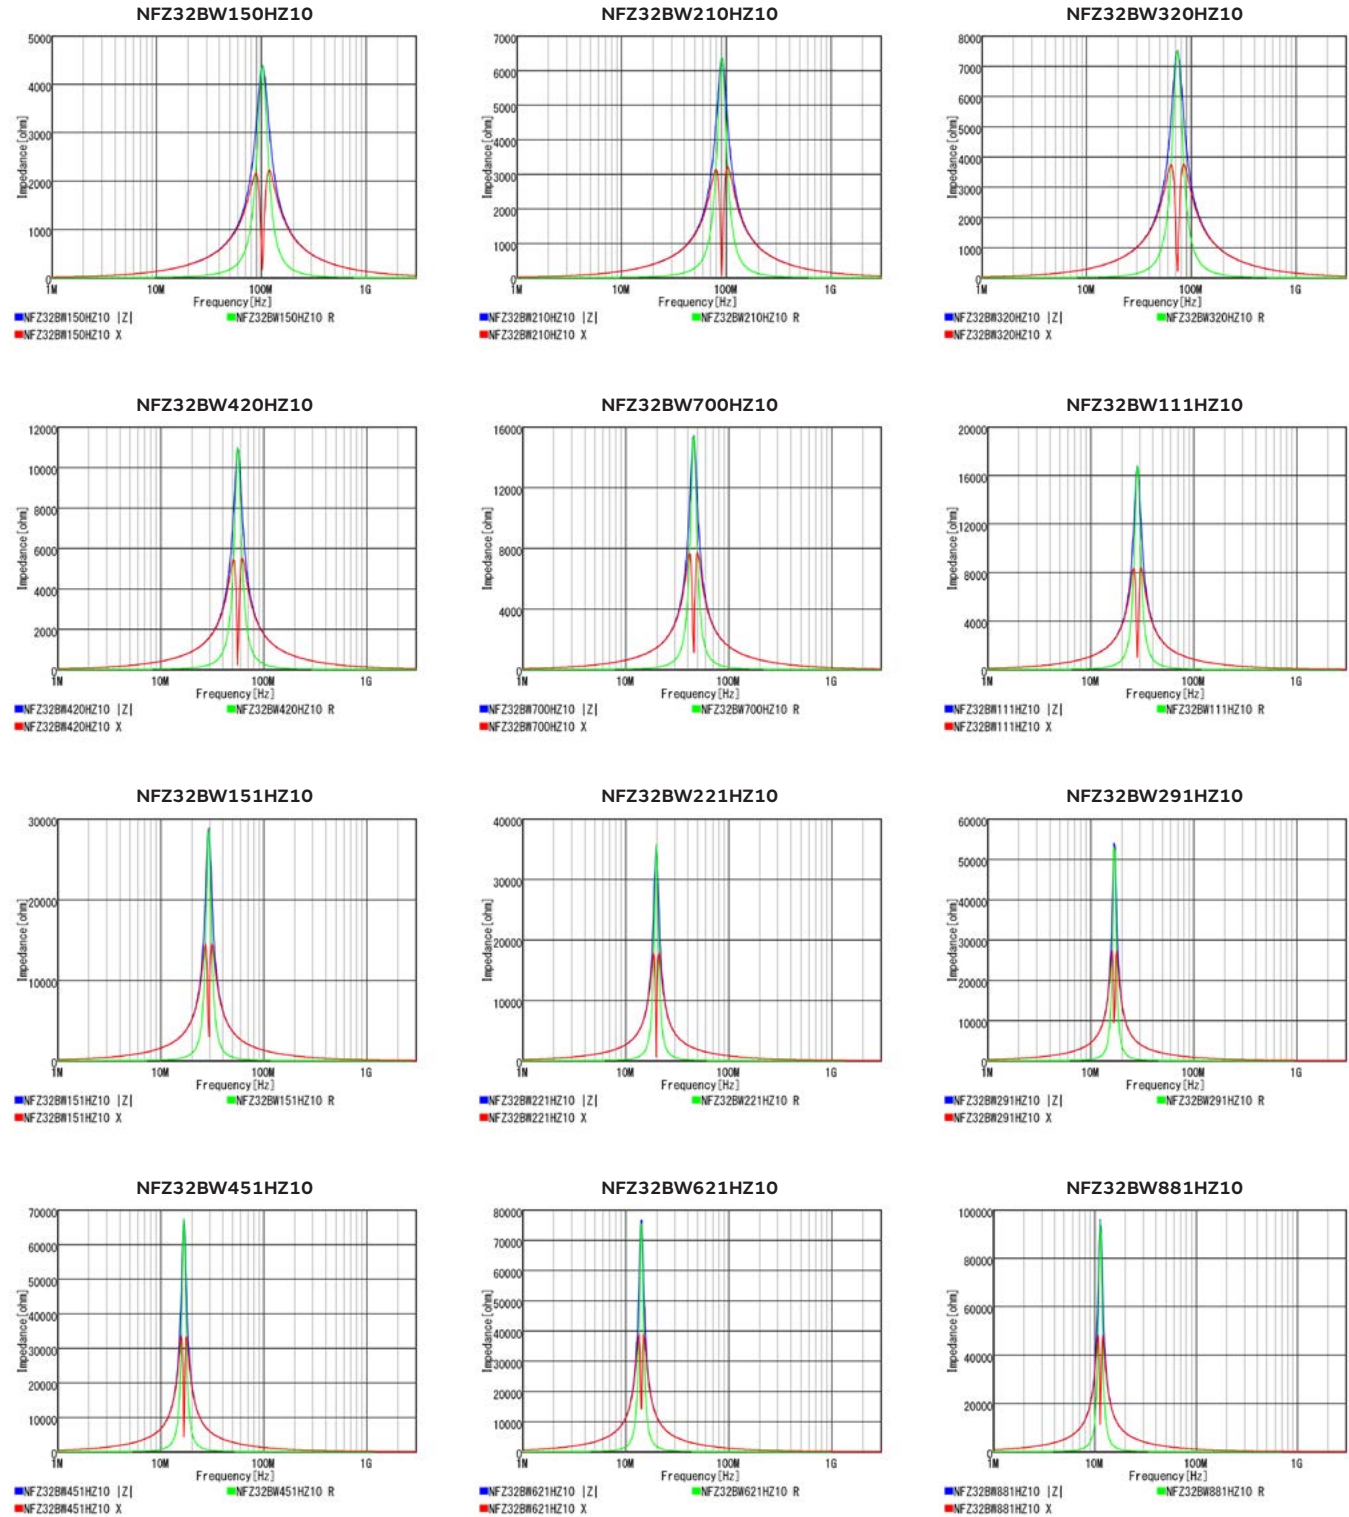 NFZ32BW150HZ10
5000
4000
3000
2000
1000
0
Impedance[ohm]
1M 10M 100M 1G
Frequency[Hz]
NFZ32BW150HZ10 |Z| NFZ32BW150HZ10 R
NFZ32BW150HZ10 X
NFZ32BW210HZ10
7000
6000
5000
4000
3000
2000
1000
0
Impedance[ohm]
1M 10M 100M 1G
Frequency[Hz]
NFZ32BW210HZ10 |Z| NFZ32BW210HZ10 R
NFZ32BW210HZ10 X
NFZ32BW320HZ10
8000
7000
6000
5000
4000
3000
2000
1000
0
Impedance[ohm]
1M 10M 100M 1G
Frequency[Hz]
NFZ32BW320HZ10 |Z| NFZ32BW320HZ10 R
NFZ32BW320HZ10 X
NFZ32BW420HZ10
12000
10000
8000
6000
4000
2000
0
Impedance[ohm]
1M 10M 100M 1G
Frequency[Hz]
NFZ32BW420HZ10 |Z| NFZ32BW420HZ10 R
NFZ32BW420HZ10 X
NFZ32BW700HZ10
16000
12000
8000
4000
0
Impedance[ohm]
1M 10M 100M 1G
Frequency[Hz]
NFZ32BW700HZ10 |Z| NFZ32BW700HZ10 R
NFZ32BW700HZ10 X
NFZ32BW111HZ10
20000
16000
12000
8000
4000
0
Impedance[ohm]
1M 10M 100M 1G
Frequency[Hz]
NFZ32BW111HZ10 |Z| NFZ32BW111HZ10 R
NFZ32BW111HZ10 X
NFZ32BW151HZ10
30000
20000
10000
0
Impedance[ohm]
1M 10M 100M 1G
Frequency[Hz]
NFZ32BW151HZ10 |Z| NFZ32BW151HZ10 R
NFZ32BW151HZ10 X
NFZ32BW221HZ10
40000
30000
20000
10000
0
Impedance[ohm]
1M 10M 100M 1G
Frequency[Hz]
NFZ32BW221HZ10 |Z| NFZ32BW221HZ10 R
NFZ32BW221HZ10 X
NFZ32BW291HZ10
60000
50000
40000
30000
20000
10000
0
Impedance[ohm]
1M 10M 100M 1G
Frequency[Hz]
NFZ32BW291HZ10 |Z| NFZ32BW291HZ10 R
NFZ32BW291HZ10 X
NFZ32BW451HZ10
70000
60000
50000
40000
30000
20000
10000
0
Impedance[ohm]
1M 10M 100M 1G
Frequency[Hz]
NFZ32BW451HZ10 |Z| NFZ32BW451HZ10 R
NFZ32BW451HZ10 X
NFZ32BW621HZ10
80000
70000
60000
50000
40000
30000
20000
10000
0
Impedance[ohm]
1M 10M 100M 1G
Frequency[Hz]
NFZ32BW621HZ10 |Z| NFZ32BW621HZ10 R
NFZ32BW621HZ10 X
NFZ32BW881HZ10
100000
80000
60000
40000
20000
0
Impedance[ohm]
1M 10M 100M 1G
Frequency[Hz]
NFZ32BW881HZ10 |Z| NFZ32BW881HZ10 R
NFZ32BW881HZ10 X